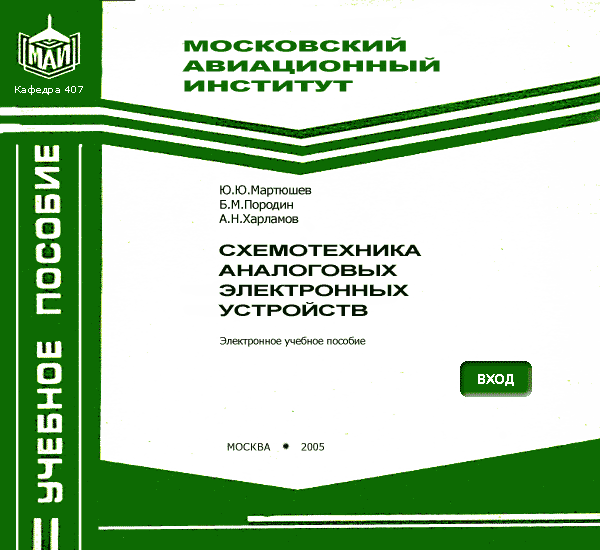 МАИ
Кафедра 407
МОСКОВСКИЙ
АВИАЦИОННЫЙ
ИНСТИТУТ
УЧЕБНОЕ ПОСОБИЕ
Ю.Ю.Мартюшев
Б.М.Породин
А.Н.Харламов
СХЕМОТЕХНИКА
АНАЛОГОВЫХ
ЭЛЕКТРОННЫХ
УСТРОЙСТВ
Электронное учебное пособие
ВХОД
МОСКВА • 2005